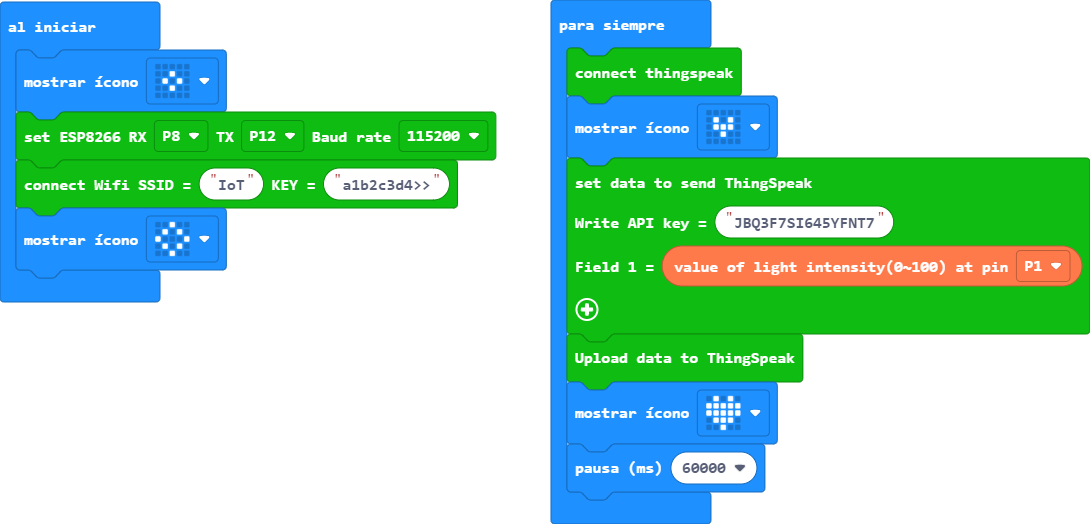 al iniciar
mostrar ícono
set ESP8266 RX P8 TX P12 Baud rate 115200
connect Wifi SSID = "IoT" KEY = "a1b2c3d4>>"
mostrar ícono
para siempre
connect thingspeak
mostrar ícono
set data to send ThingSpeak
Write API key = "JBQ3F7SI645YFNT7"
Field 1 = value of light intensity(0~100) at pin P1
Upload data to ThingSpeak
mostrar ícono
pausa (ms) 60000